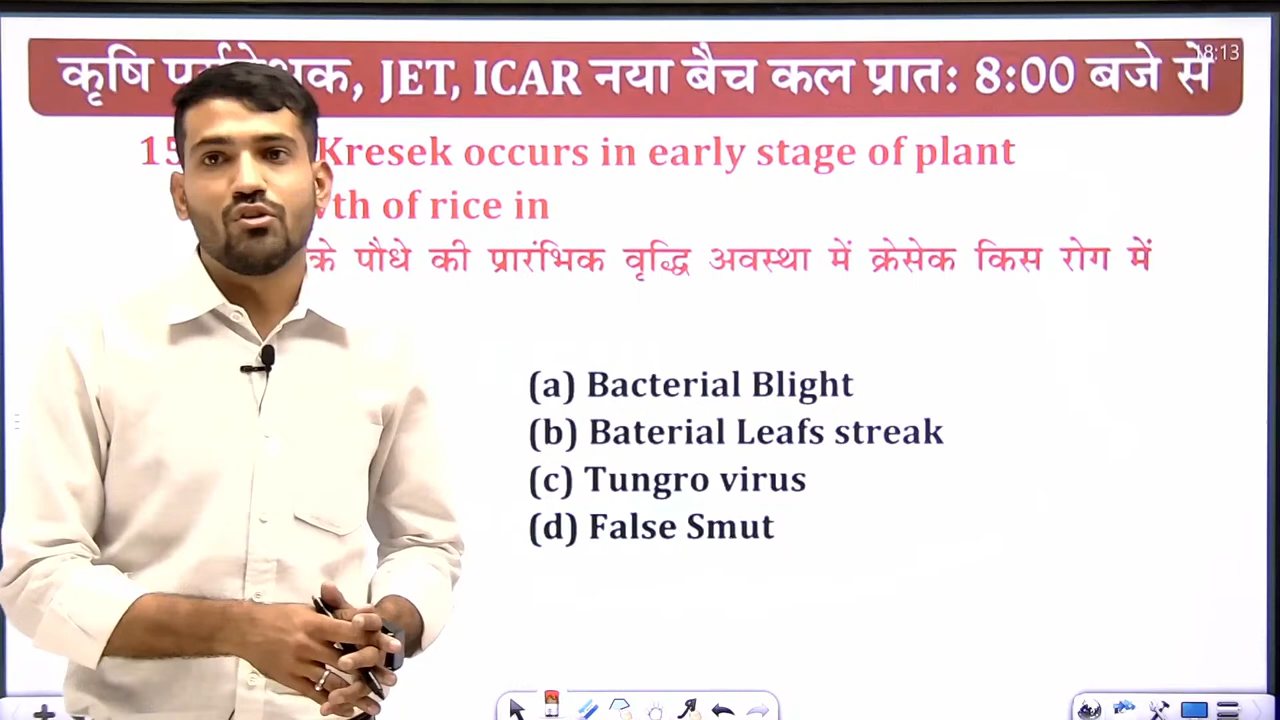 कृषि पर्यवेक्षक, JET, ICAR नया बैच कल प्रात: 8:00 बजे से
18:13
Kresek occurs in early stage of plant
of rice in
के पौधे की प्रारंभिक वृद्धि अवस्था में क्रेसेक किस रोग में
(a) Bacterial Blight
(b) Baterial Leafs streak
(c) Tungro virus
(d) False Smut